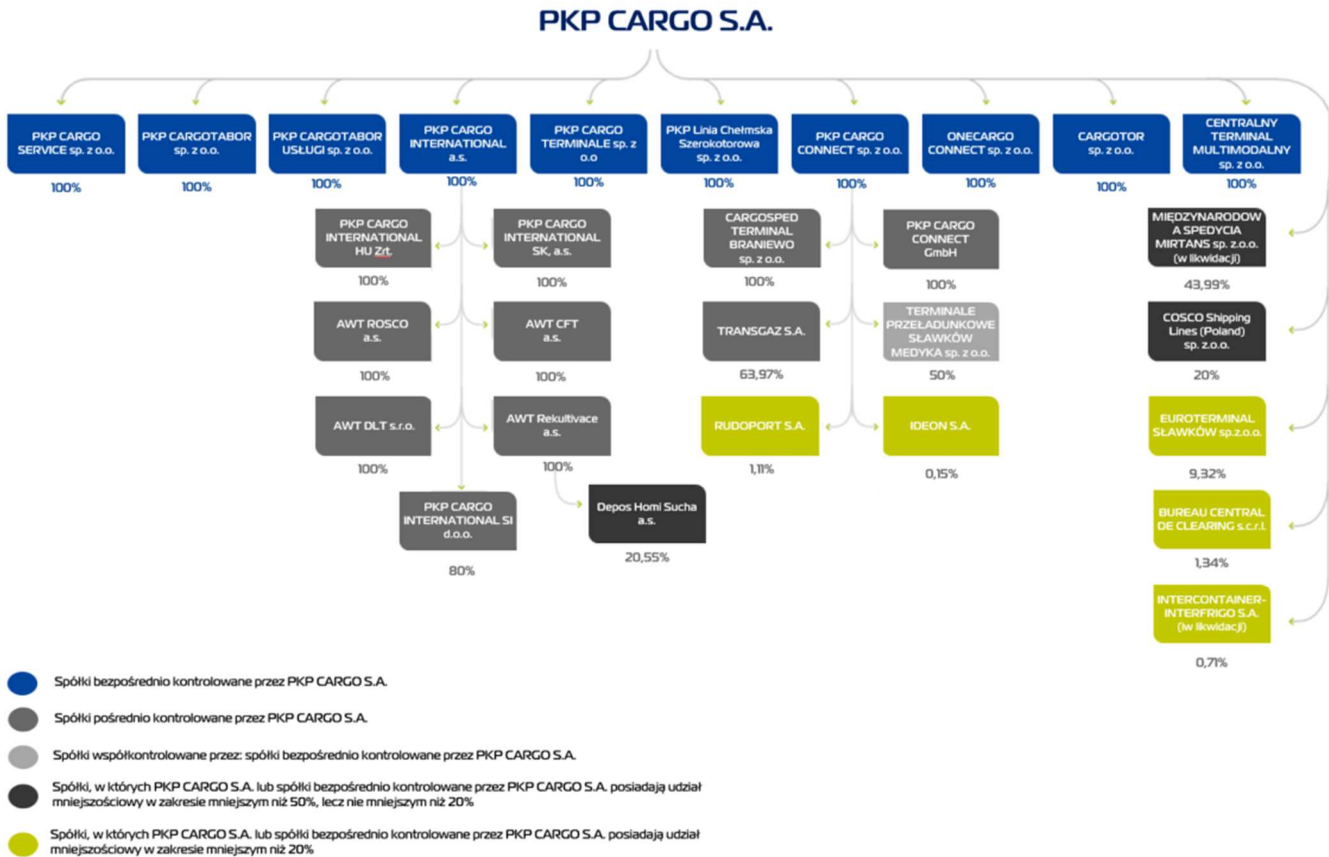 PKP CARGO S.A.
PKP CARGO
SERVICE sp. z o.o.
100%
PKP CARGOTABOR
sp. z o.o.
100%
PKP CARGOTABOR
USŁUGI sp. z o.o.
100%
PKP CARGO
INTERNATIONAL
a.s.
100%
PKP CARGO
TERMINALE sp. z
o.o
100%
PKP Linia Chełmska
Szerokotorowa
sp. z o.o.
100%
PKP CARGO
CONNECT sp. z o.o.
100%
ONECARGO
CONNECT sp. z o.o.
100%
CARGOTOR
sp. z o.o.
100%
CENTRALNY
TERMINAL
MULTIMODALNY
sp. z o.o.
100%
PKP CARGO
INTERNATIONAL
HU Zrt.
100%
PKP CARGO
INTERNATIONAL
SK, a.s.
100%
CARGOSPED
TERMINAL
BRANIEWO
sp. z o.o.
100%
PKP CARGO
CONNECT
GmbH
100%
MIĘDZYNARODOW
A SPEDYCIA
MIRTANS sp. z.o.o.
(w likwidacji)
43,99%
AWT ROSCO
a.s.
100%
AWT CFT
a.s.
100%
TRANSGAZ S.A.
63,97%
TERMINALE
PRZEŁADUNKOWE
SŁAWKÓW
MEDYKA sp. z o.o.
50%
COSCO Shipping
Lines (Poland)
sp. z.o.o.
20%
AWT DLT s.r.o.
100%
AWT Rekultivace
a.s.
100%
RUDOPORT S.A.
1,11%
IDEON S.A.
0,15%
EUROTERMINAL
SŁAWKÓW sp.z.o.o.
9,32%
PKP CARGO
INTERNATIONAL SI
d.o.o.
80%
Depos Horni Sucha
a.s.
20,55%
BUREAU CENTRAL
DE CLEARING s.c.r.l.
1,34%
INTERCONTAINER-
INTERFRIGO S.A.
(iw likwidacji)
0,71%
Spółki bezpośrednio kontrolowane przez PKP CARGO S.A.
Spółki pośrednio kontrolowane przez PKP CARGO S.A.
Spółki współkontrolowane przez: spółki bezpośrednio kontrolowane przez PKP CARGO S.A.
Spółki, w których PKP CARGO S.A. lub spółki bezpośrednio kontrolowane przez PKP CARGO S.A. posiadają udział
mniejszościowy w zakresie mniejszym niż 50%, lecz nie mniejszym niż 20%
Spółki, w których PKP CARGO S.A. lub spółki bezpośrednio kontrolowane przez PKP CARGO S.A. posiadają udział
mniejszościowy w zakresie mniejszym niż 20%